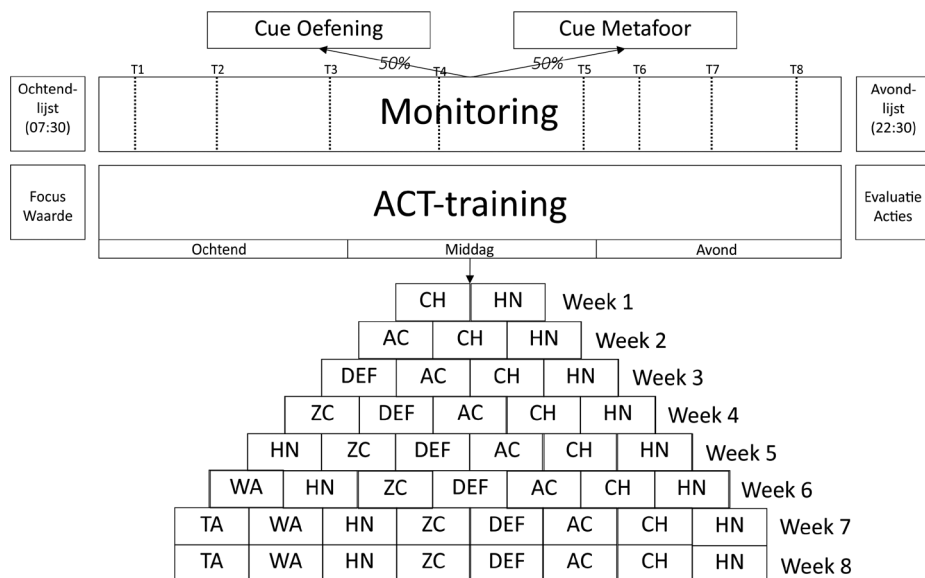 Cue Oefening
Cue Metafoor
50%
50%
T1 T2 T3 T4 T5 T6 T7 T8
Ochtend-
lijst
(07:30)
Monitoring
Avond-
lijst
(22:30)
Focus
Waarde
ACT-training
Evaluatie
Acties
Ochtend Middag Avond
CH HN Week 1
AC CH HN Week 2
DEF AC CH HN Week 3
ZC DEF AC CH HN Week 4
HN ZC DEF AC CH HN Week 5
WA HN ZC DEF AC CH HN Week 6
TA WA HN ZC DEF AC CH HN Week 7
TA WA HN ZC DEF AC CH HN Week 8